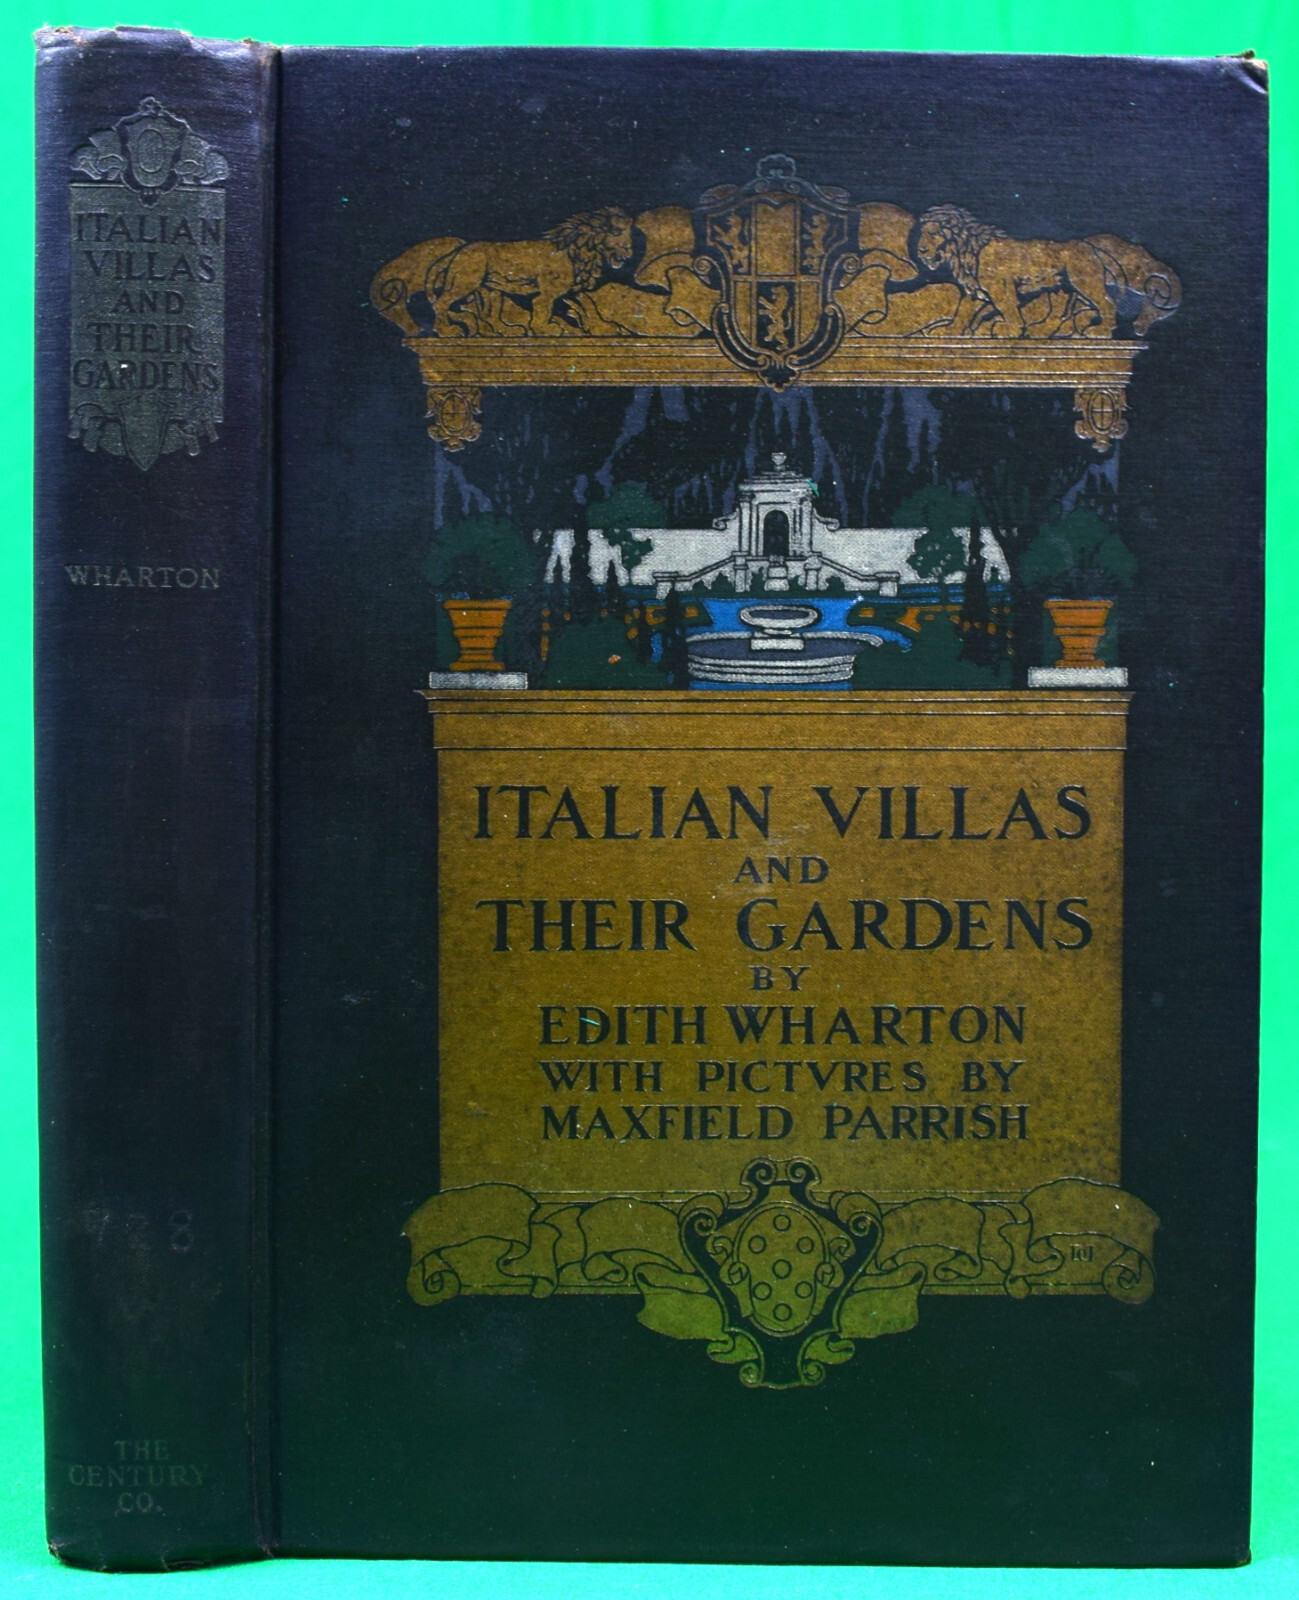 ITALIAN
VILLAS
AND
THEIR
GARDENS
WHARTON
8
THE
CENTURY
CO.
ITALIAN VILLAS
AND
THEIR GARDENS
BY
EDITH WHARTON
WITH PICTVRES BY
MAXFIELD PARRISH